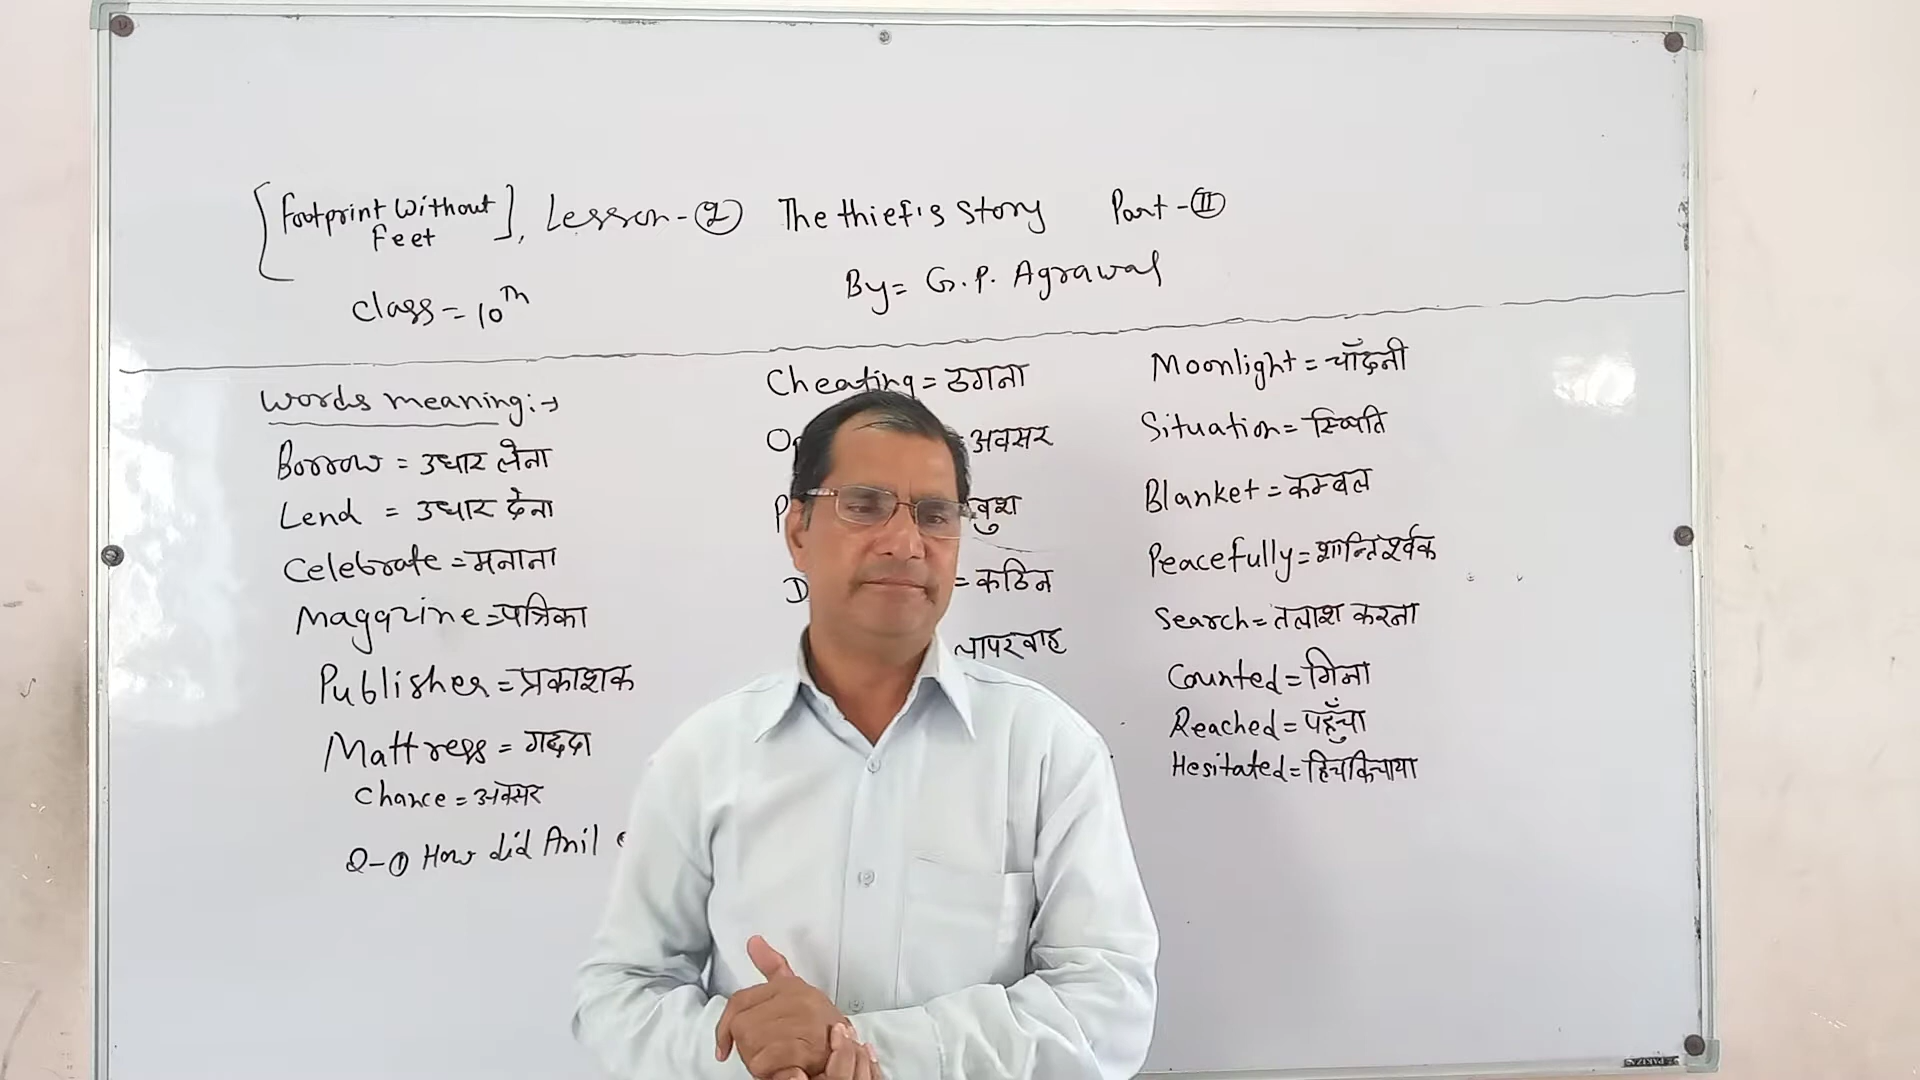 [Footprint Without Feet], Lesson-2 The thief's story Part-II
Class=10Th By= G.P. Agrawal
Words meaning:→
Borrow = उधार लेना
Lend = उधार देना
Celebrate = मनाना
Magazine=पत्रिका
Publisher=प्रकाशक
Mattress = गद्दा
Chance = अवसर
Q-1 How did Anil
Cheating = ठगना
अवसर
= कठिन
लापरवाह
Moonlight = चाँदनी
Situation = स्थिति
Blanket = कम्बल
Peacefully=शान्तिपूर्वक
Search= तलाश करना
Counted = गिना
Reached = पहुँचा
Hesitated = हिचकिचाया